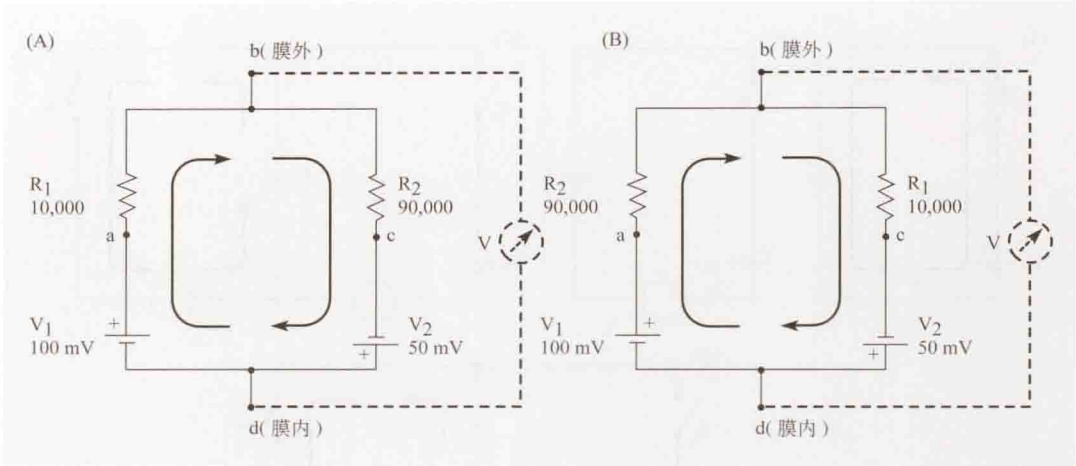 (A)
b( 膜外 )
R1
10,000
a
R2
90,000
c
V
+
V1
100 mV
V2
50 mV
+
d( 膜内 )
(B)
b( 膜外 )
R2
90,000
a
R1
10,000
c
V
+
V1
100 mV
V2
50 mV
+
d( 膜内 )